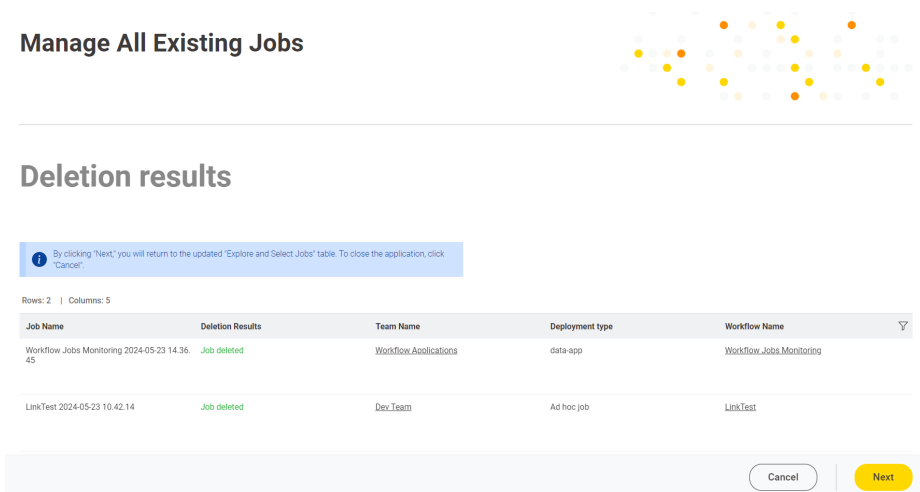 Manage All Existing Jobs
Deletion results
By clicking "Next," you will return to the updated "Explore and Select Jobs" table. To close the application, click
"Cancel".
Rows: 2 | Columns: 5
Job Name Deletion Results Team Name Deployment type Workflow Name
Workflow Jobs Monitoring 2024-05-23 14.36. Job deleted Workflow Applications data-app Workflow Jobs Monitoring
45
LinkTest 2024-05-23 10.42.14 Job deleted Dev Team Ad hoc job LinkTest
Cancel Next